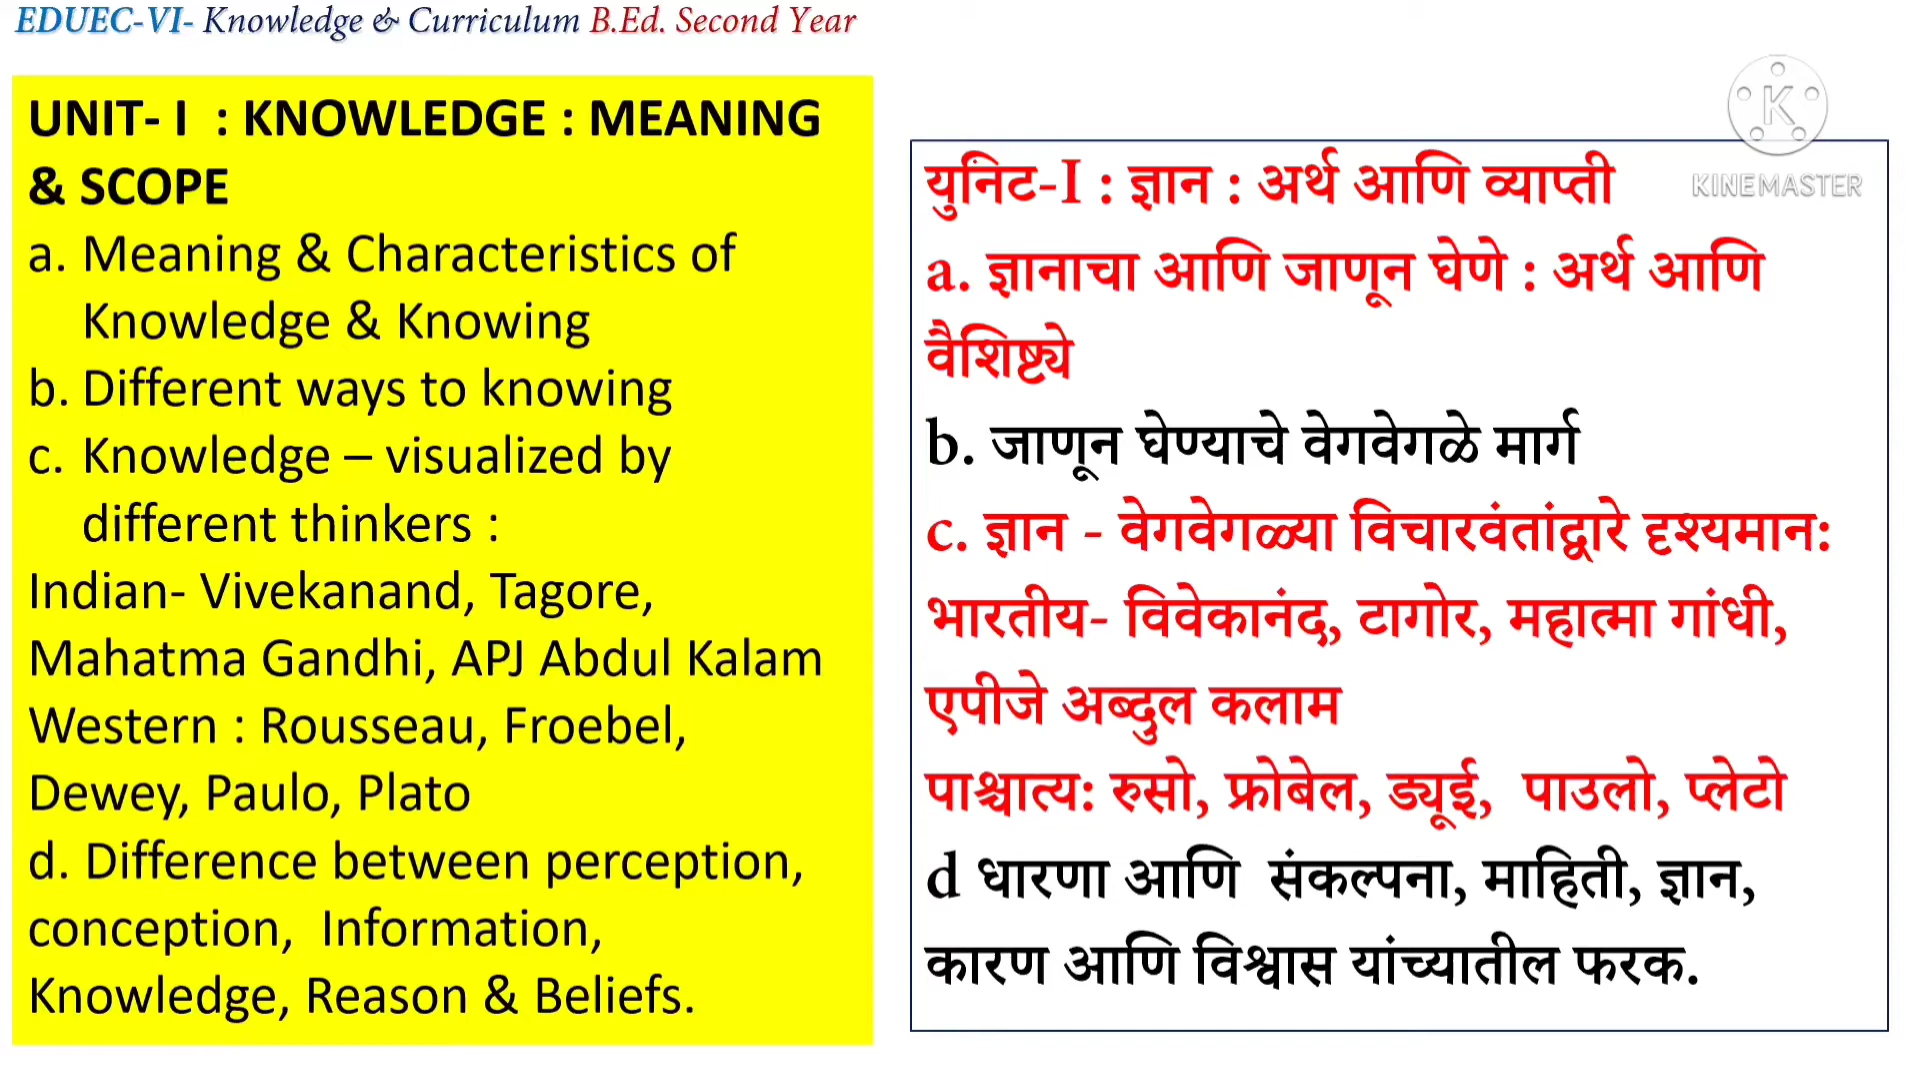 EDUEC-VI- Knowledge & Curriculum B.Ed. Second Year
UNIT- I : KNOWLEDGE : MEANING
& SCOPE
a. Meaning & Characteristics of
Knowledge & Knowing
b. Different ways to knowing
c. Knowledge – visualized by
different thinkers :
Indian- Vivekanand, Tagore,
Mahatma Gandhi, APJ Abdul Kalam
Western : Rousseau, Froebel,
Dewey, Paulo, Plato
d. Difference between perception,
conception, Information,
Knowledge, Reason & Beliefs.
K
KINEMASTER
युनिट-I : ज्ञान : अर्थ आणि व्याप्ती
a. ज्ञानाचा आणि जाणून घेणे : अर्थ आणि
वैशिष्ट्ये
b. जाणून घेण्याचे वेगवेगळे मार्ग
c. ज्ञान - वेगवेगळ्या विचारवंतांद्वारे दृश्यमान:
भारतीय- विवेकानंद, टागोर, महात्मा गांधी,
एपीजे अब्दुल कलाम
पाश्चात्य: रुसो, फ्रोबेल, ड्यूई, पाउलो, प्लेटो
d धारणा आणि संकल्पना, माहिती, ज्ञान,
कारण आणि विश्वास यांच्यातील फरक.